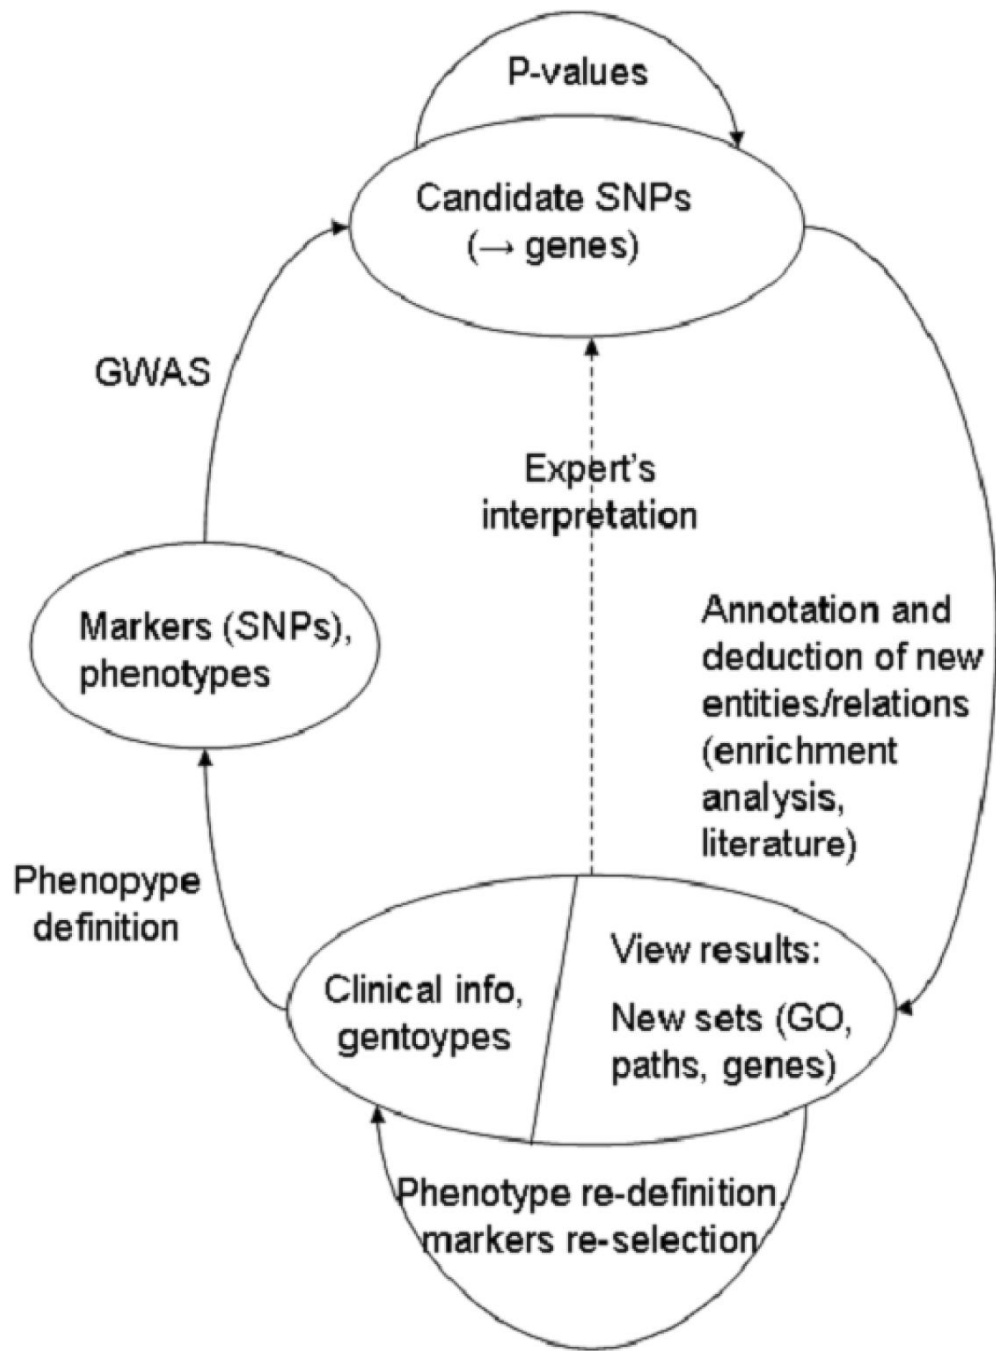 P-values
Candidate SNPs
(→ genes)
GWAS
Expert's
interpretation
Markers (SNPs),
phenotypes
Annotation and
deduction of new
entities/relations
(enrichment
analysis,
literature)
Phenopype
definition
Clinical info,
gentoypes
View results:
New sets (GO,
paths, genes)
Phenotype re-definition,
markers re-selection